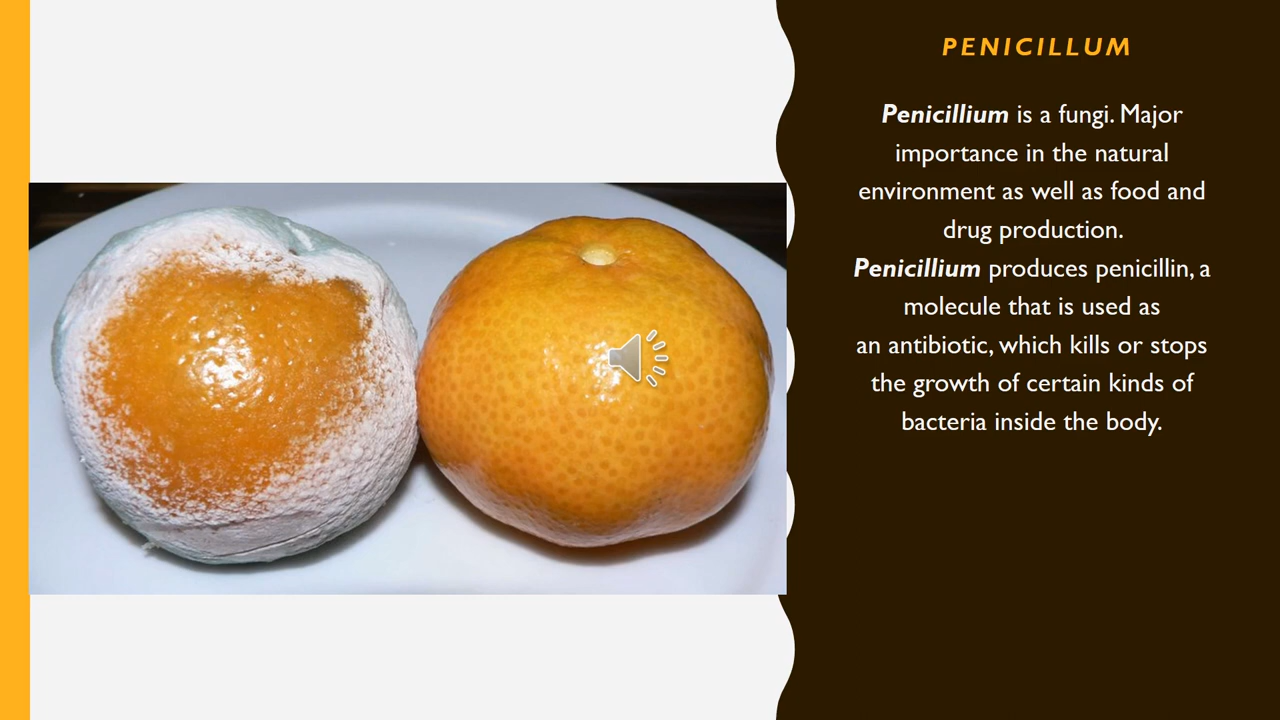 PENICILLUM
Penicillium is a fungi. Major
importance in the natural
environment as well as food and
drug production.
Penicillium produces penicillin, a
molecule that is used as
an antibiotic, which kills or stops
the growth of certain kinds of
bacteria inside the body.